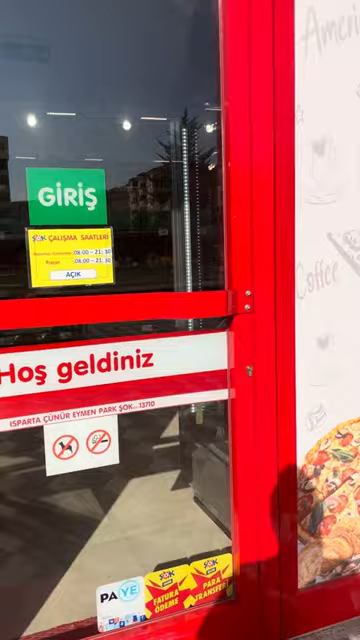 Ameri
GİRİŞ
ŞOK ÇALIŞMA SAATLERİ
08:00 - 21:30
Pazar: 08:00 - 21:30
AÇIK
Coffee
Hoş geldiniz
ISPARTA ÇÜNÜR EYMEN PARK ŞOK... 13710
PAYE
ŞOK
FATURA
ÖDEME
ŞOK
PARA
TRANSFERİ